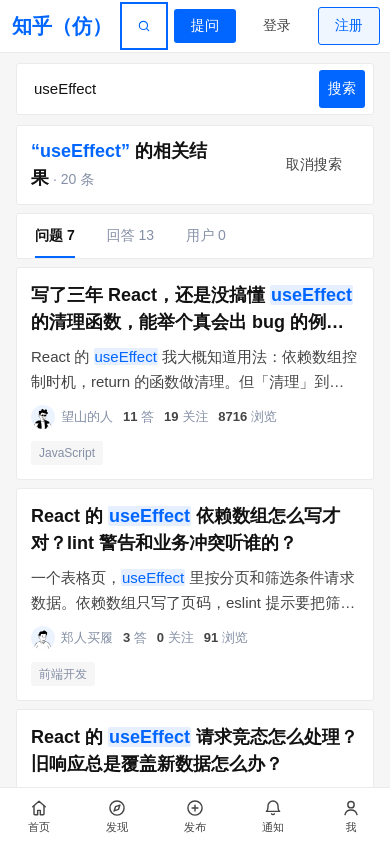 知乎（仿） 提问 登录 注册
useEffect 搜索
“useEffect” 的相关结
果 · 20 条
取消搜索
问题 7 回答 13 用户 0
写了三年 React，还是没搞懂 useEffect
的清理函数，能举个真会出 bug 的例…
React 的 useEffect 我大概知道用法：依赖数组控
制时机，return 的函数做清理。但「清理」到…
望山的人 11 答 19 关注 8716 浏览
JavaScript
React 的 useEffect 依赖数组怎么写才
对？lint 警告和业务冲突听谁的？
一个表格页，useEffect 里按分页和筛选条件请求
数据。依赖数组只写了页码，eslint 提示要把筛…
郑人买履 3 答 0 关注 91 浏览
前端开发
React 的 useEffect 请求竞态怎么处理？
旧响应总是覆盖新数据怎么办？
首页 发现 发布 通知 我